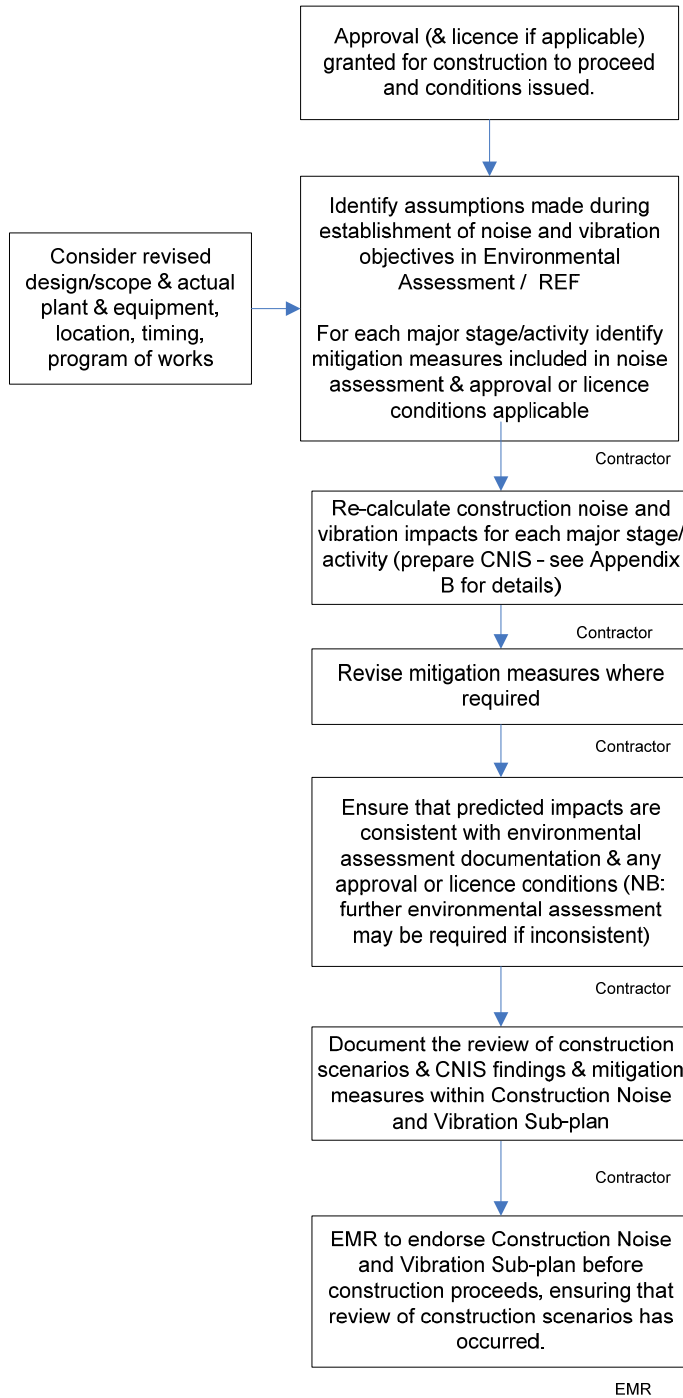 Approval (& licence if applicable)
granted for construction to proceed
and conditions issued.
Consider revised
design/scope & actual
plant & equipment,
location, timing,
program of works
Identify assumptions made during
establishment of noise and vibration
objectives in Environmental
Assessment / REF
For each major stage/activity identify
mitigation measures included in noise
assessment & approval or licence
conditions applicable
Contractor
Re-calculate construction noise and
vibration impacts for each major stage/
activity (prepare CNIS - see Appendix
B for details)
Contractor
Revise mitigation measures where
required
Contractor
Ensure that predicted impacts are
consistent with environmental
assessment documentation & any
approval or licence conditions (NB:
further environmental assessment
may be required if inconsistent)
Contractor
Document the review of construction
scenarios & CNIS findings & mitigation
measures within Construction Noise
and Vibration Sub-plan
Contractor
EMR to endorse Construction Noise
and Vibration Sub-plan before
construction proceeds, ensuring that
review of construction scenarios has
occurred.
EMR